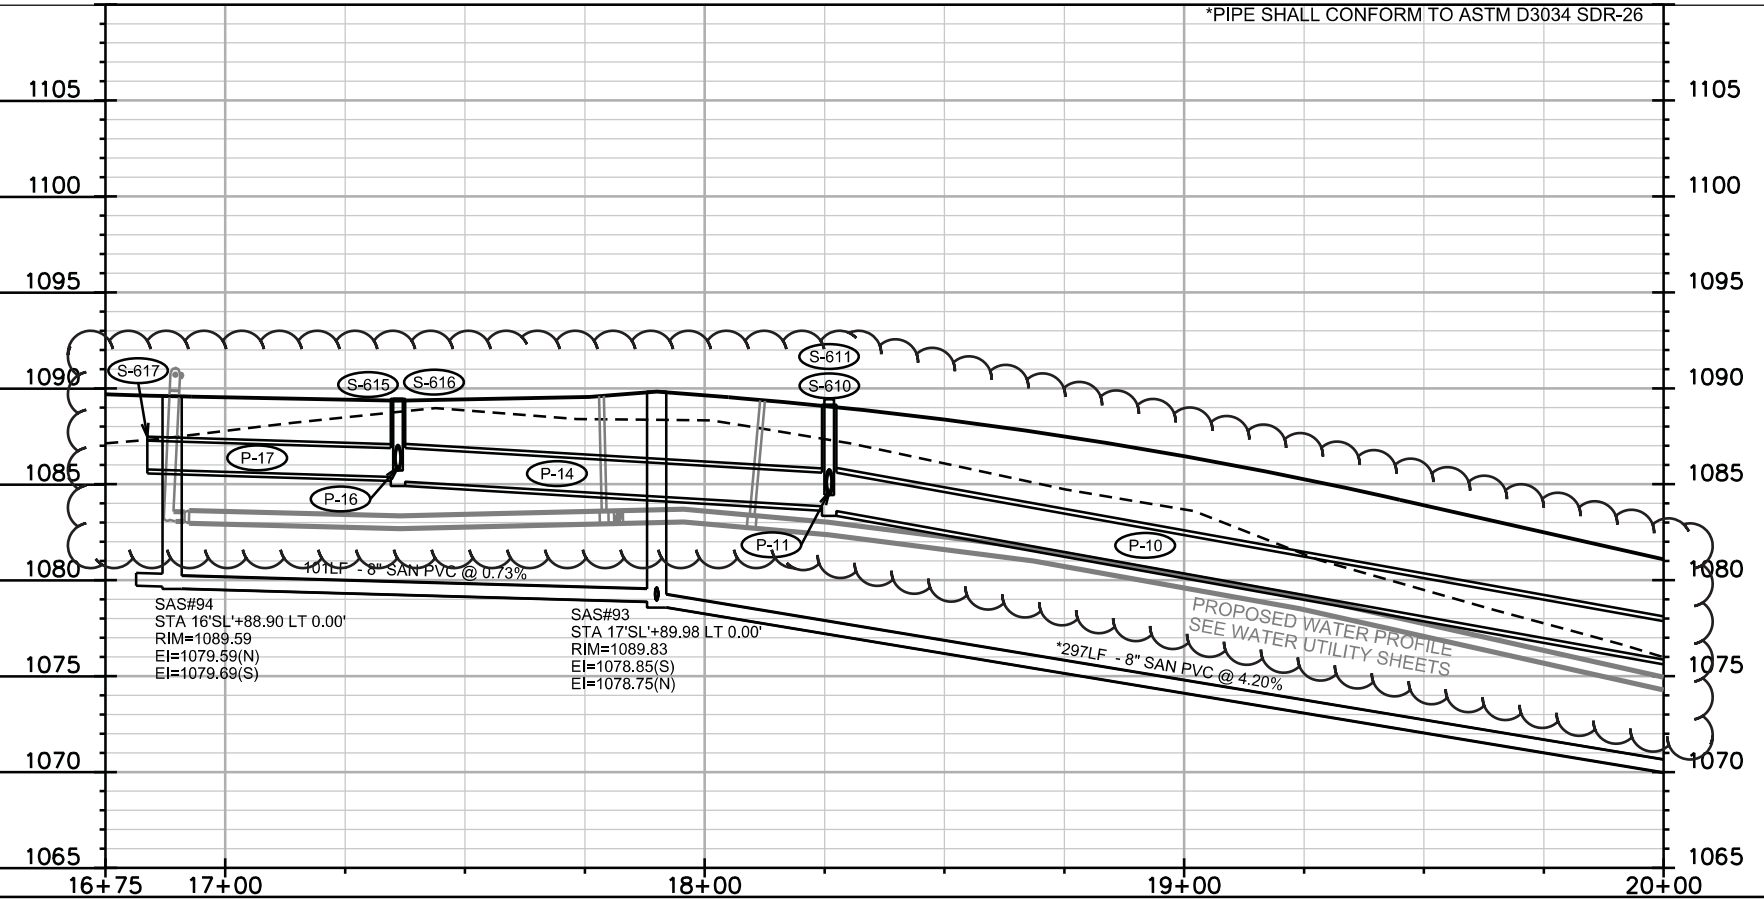 *PIPE SHALL CONFORM TO ASTM D3034 SDR-26
1105
1105
1100
1100
1095
1095
1090
1090
1085
1085
1080
1080
1075
1075
1070
1070
1065
1065
S-617
S-615
S-616
S-611
S-610
P-17
P-16
P-14
P-11
P-10
101LF - 8" SAN PVC @ 0.73%
SAS#94
STA 16'SL'+88.90 LT 0.00'
RIM=1089.59
EI=1079.59(N)
EI=1079.69(S)
SAS#93
STA 17'SL'+89.98 LT 0.00'
RIM=1089.83
EI=1078.85(S)
EI=1078.75(N)
PROPOSED WATER PROFILE
SEE WATER UTILITY SHEETS
*297LF - 8" SAN PVC @ 4.20%
16+75
17+00
18+00
19+00
20+00